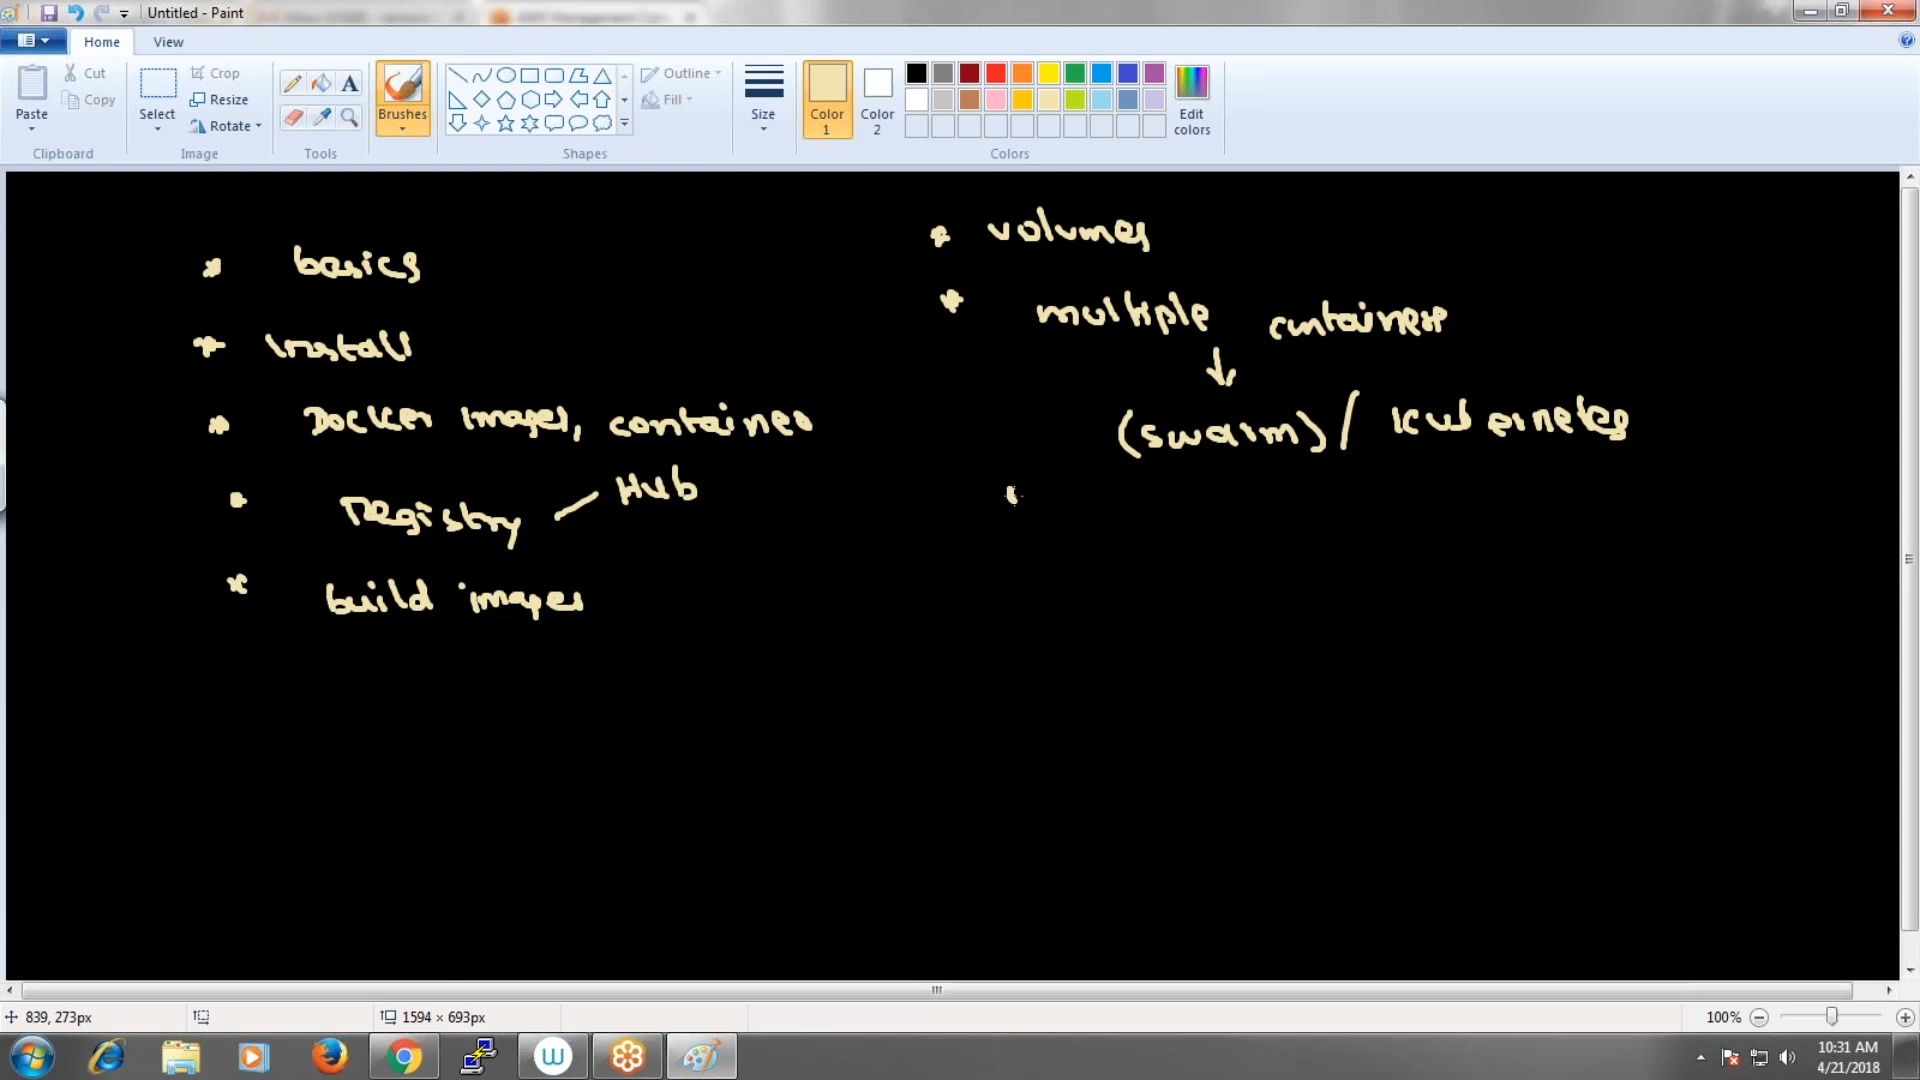 Untitled - Paint
Home View
Cut
Copy
Paste
Clipboard
Select
Crop
Resize
Rotate
Image
Tools
Brushes
Shapes
Outline
Fill
Size
Color 1
Color 2
Edit colors
Colors
basics
install
Docker images, container
Registry
Hub
build images
volumes
multiple containers
(swarm) / kubernetes
839, 273px
1594 × 693px
100%
10:31 AM
4/21/2018